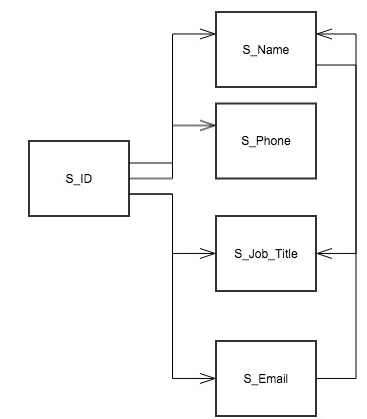 S_Name
S_Phone
S_ID
S_Job_Title
S_Email